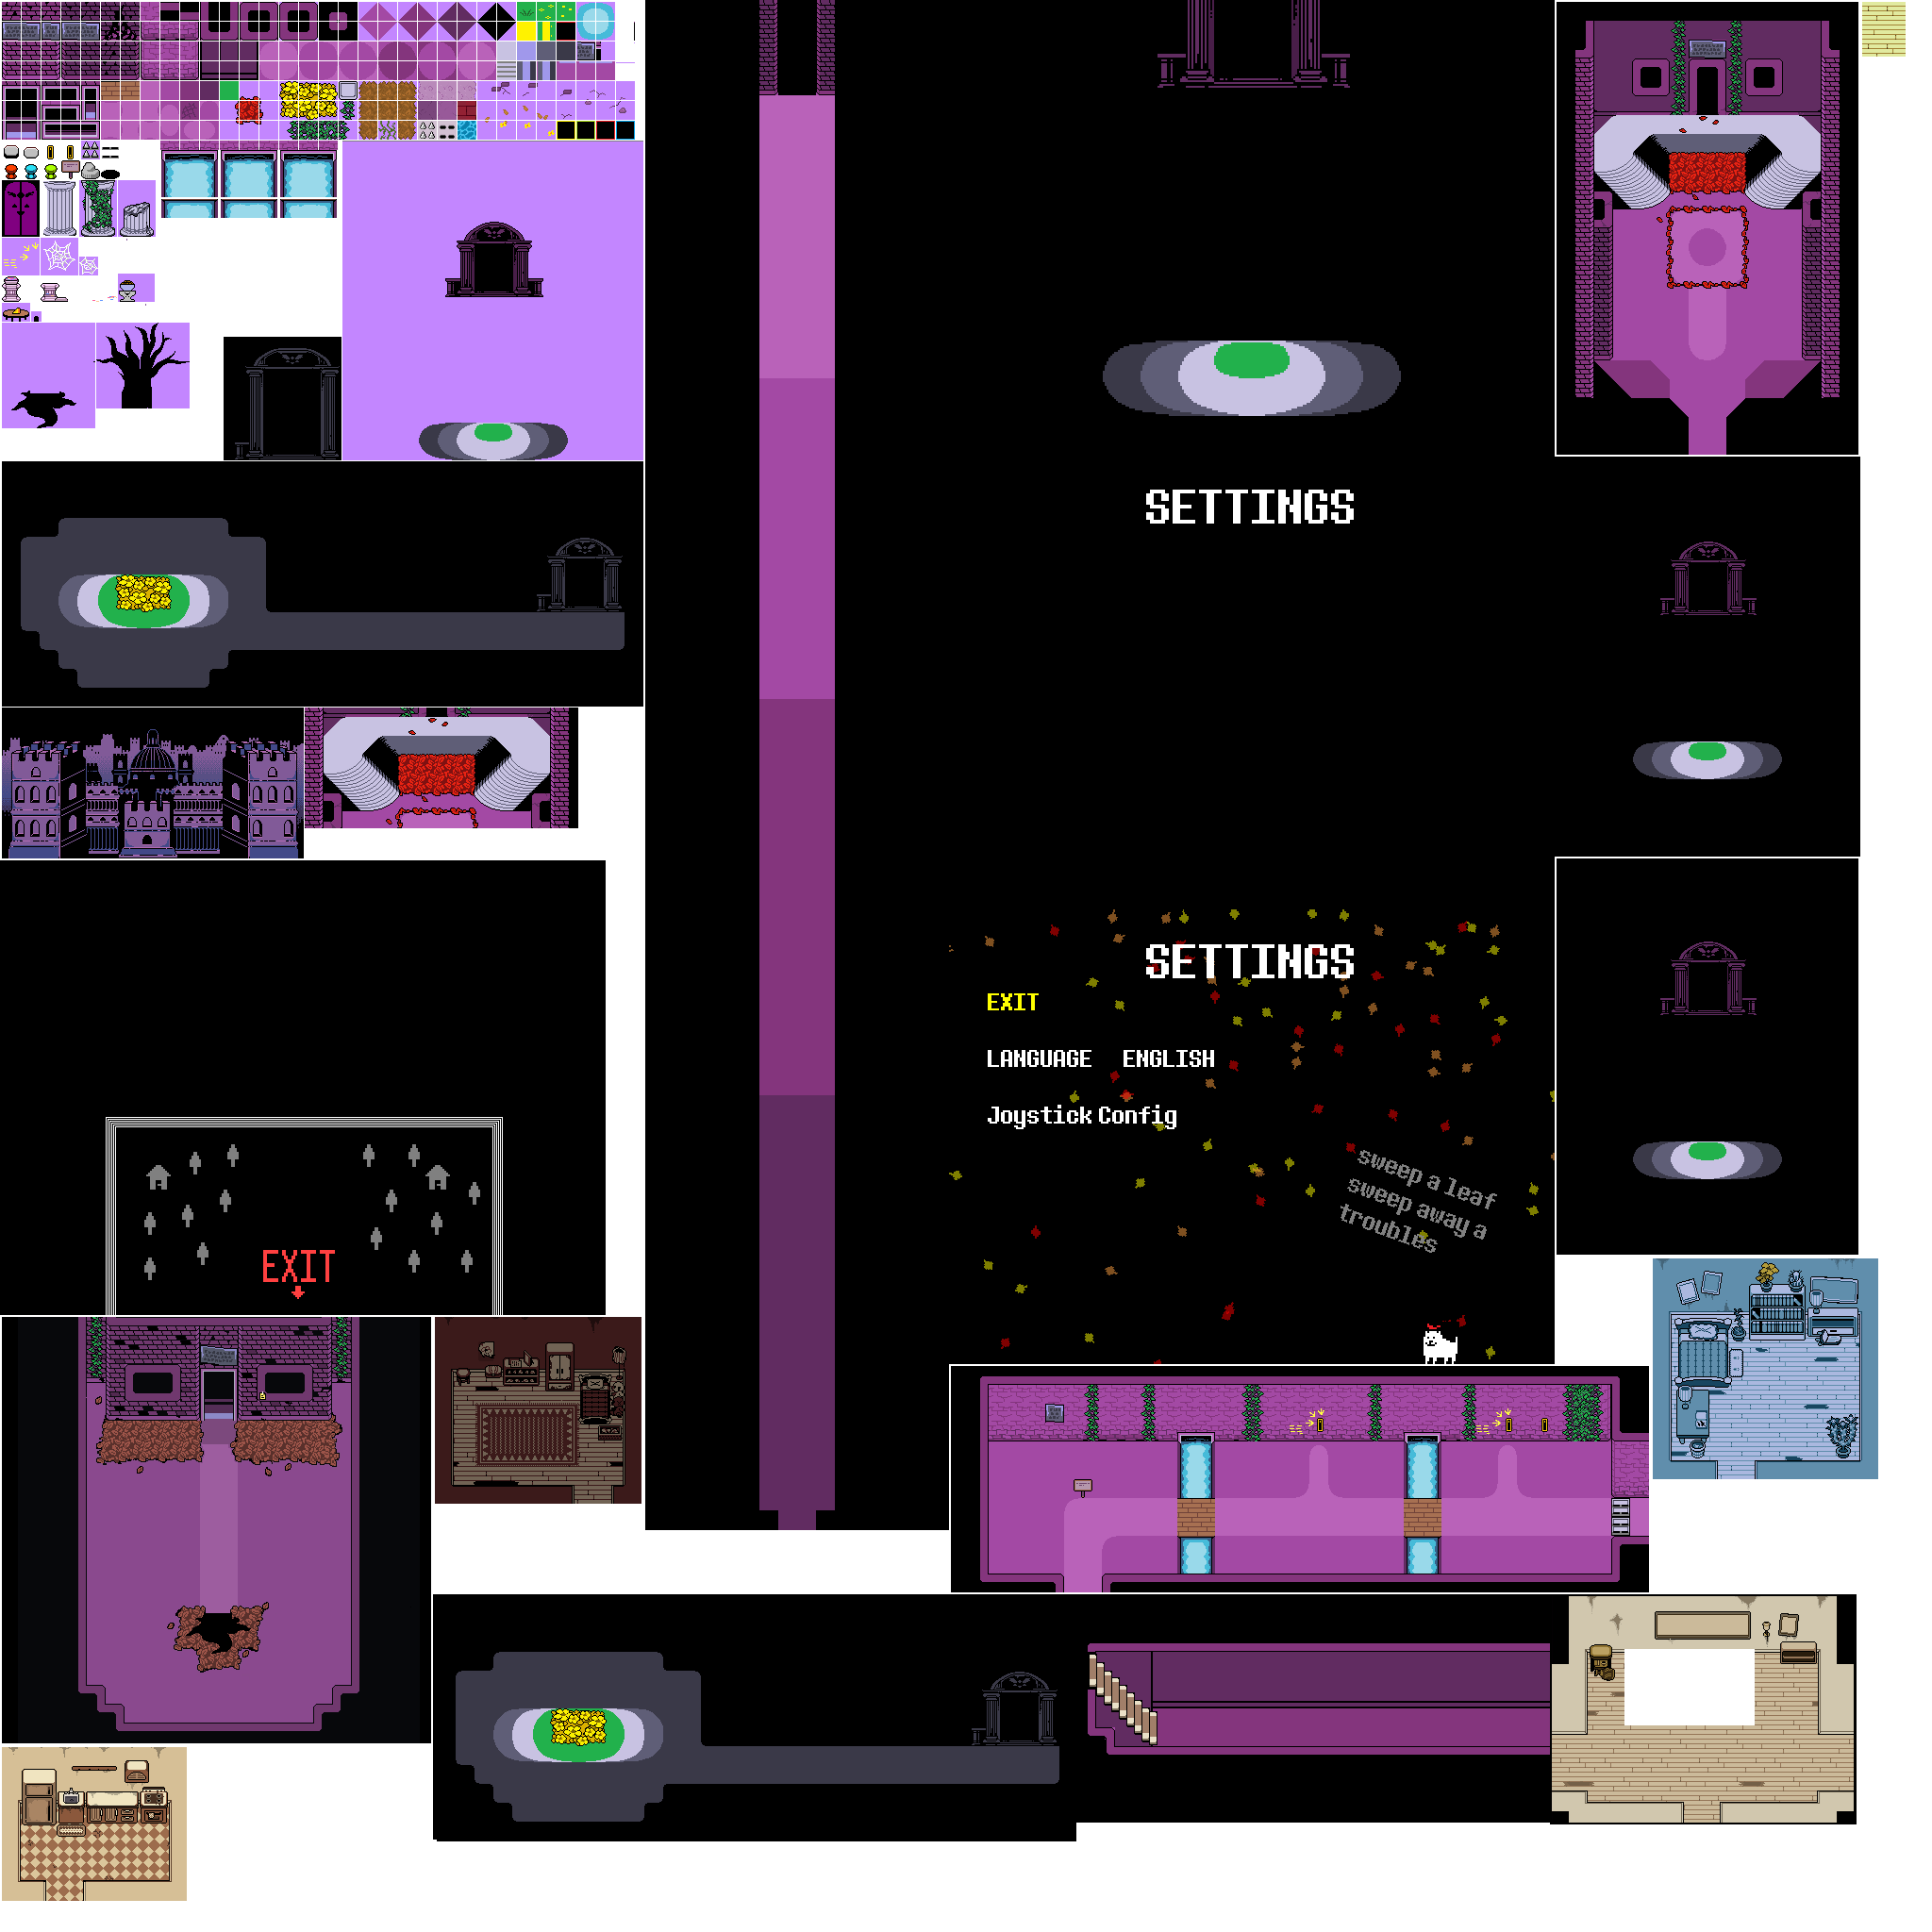 SETTINGS
SETTINGS
EXIT
LANGUAGE ENGLISH
Joystick Config
sweep a leaf
sweep away a
troubles
EXIT